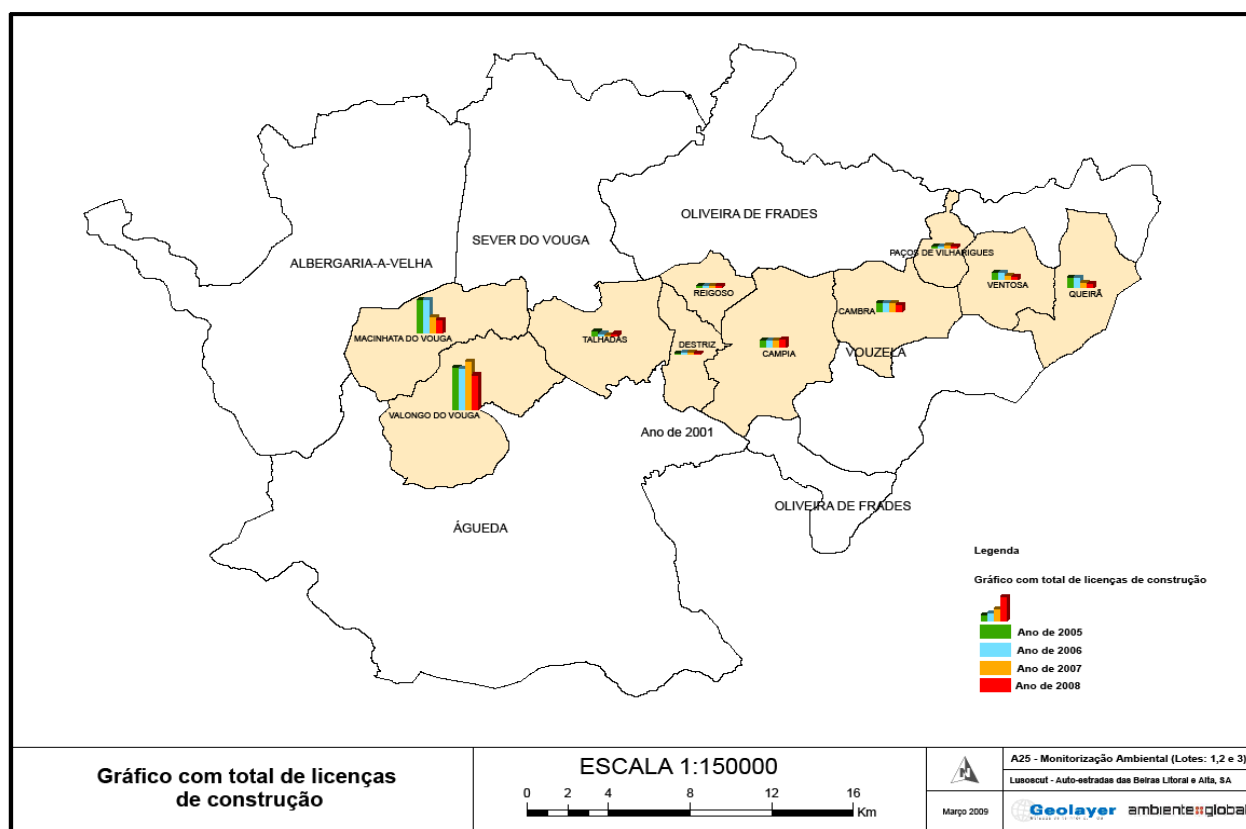 OLIVEIRA DE FRADES
SEVER DO VOUGA
ALBERGARIA-A-VELHA
PAÇOS DE VILHARIGUES
VENTOSA
QUEIRÃ
REIGOSO
CAMBRA
MACINHATA DO VOUGA
TALHADAS
DESTRIZ
CAMPIA
VOUZELA
VALONGO DO VOUGA
Ano de 2001
OLIVEIRA DE FRADES
ÁGUEDA
Legenda
Gráfico com total de licenças de construção
Ano de 2005
Ano de 2006
Ano de 2007
Ano de 2008
Gráfico com total de licenças
de construção
ESCALA 1:150000
0 2 4 8 12 16
Km
N
Março 2009
A25 - Monitorização Ambiental (Lotes: 1,2 e 3)
Lusoscut - Auto-estradas das Beiras Litoral e Alta, SA
Geolayer
ambiente global